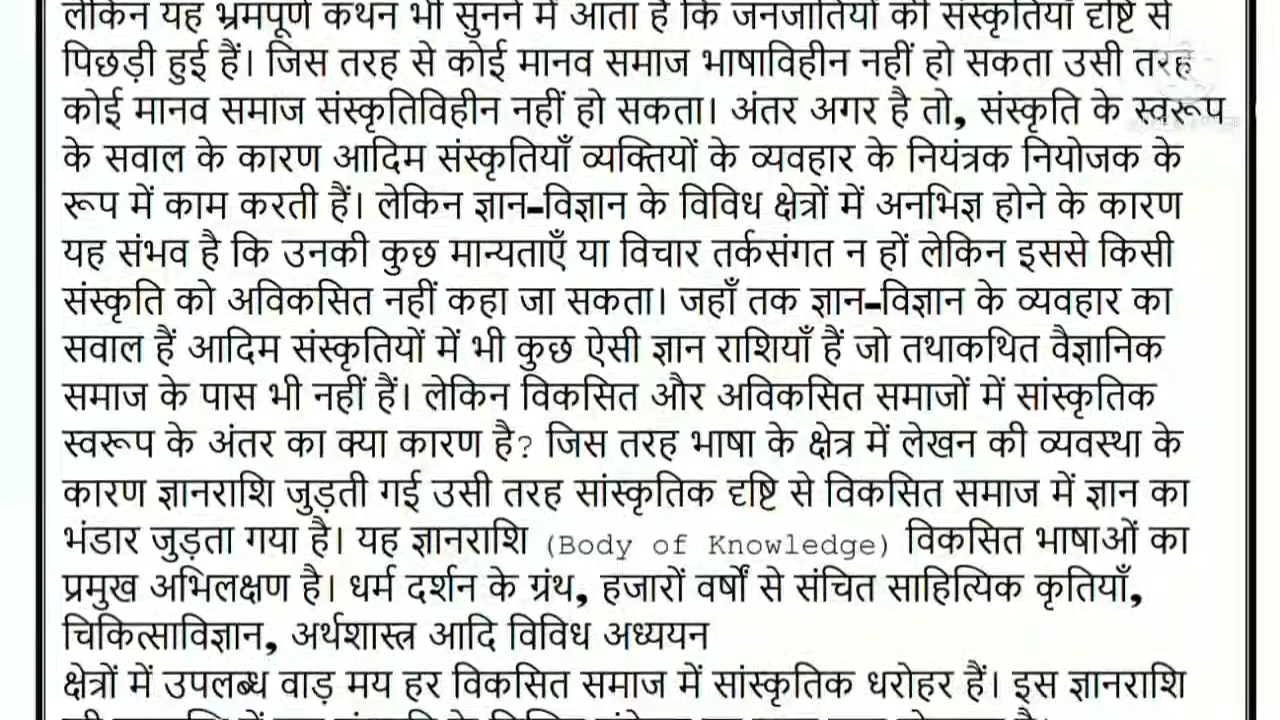 लेकिन यह भ्रमपूर्ण कथन भी सुनने में आता है कि जनजातियों की संस्कृतियाँ दृष्टि से
पिछड़ी हुई हैं। जिस तरह से कोई मानव समाज भाषाविहीन नहीं हो सकता उसी तरह
कोई मानव समाज संस्कृतिविहीन नहीं हो सकता। अंतर अगर है तो, संस्कृति के स्वरूप
के सवाल के कारण आदिम संस्कृतियाँ व्यक्तियों के व्यवहार के नियंत्रक नियोजक के
रूप में काम करती हैं। लेकिन ज्ञान-विज्ञान के विविध क्षेत्रों में अनभिज्ञ होने के कारण
यह संभव है कि उनकी कुछ मान्यताएँ या विचार तर्कसंगत न हों लेकिन इससे किसी
संस्कृति को अविकसित नहीं कहा जा सकता। जहाँ तक ज्ञान-विज्ञान के व्यवहार का
सवाल हैं आदिम संस्कृतियों में भी कुछ ऐसी ज्ञान राशियाँ हैं जो तथाकथित वैज्ञानिक
समाज के पास भी नहीं हैं। लेकिन विकसित और अविकसित समाजों में सांस्कृतिक
स्वरूप के अंतर का क्या कारण है? जिस तरह भाषा के क्षेत्र में लेखन की व्यवस्था के
कारण ज्ञानराशि जुड़ती गई उसी तरह सांस्कृतिक दृष्टि से विकसित समाज में ज्ञान का
भंडार जुड़ता गया है। यह ज्ञानराशि (Body of Knowledge) विकसित भाषाओं का
प्रमुख अभिलक्षण है। धर्म दर्शन के ग्रंथ, हजारों वर्षों से संचित साहित्यिक कृतियाँ,
चिकित्साविज्ञान, अर्थशास्त्र आदि विविध अध्ययन
क्षेत्रों में उपलब्ध वाड़ मय हर विकसित समाज में सांस्कृतिक धरोहर हैं। इस ज्ञानराशि